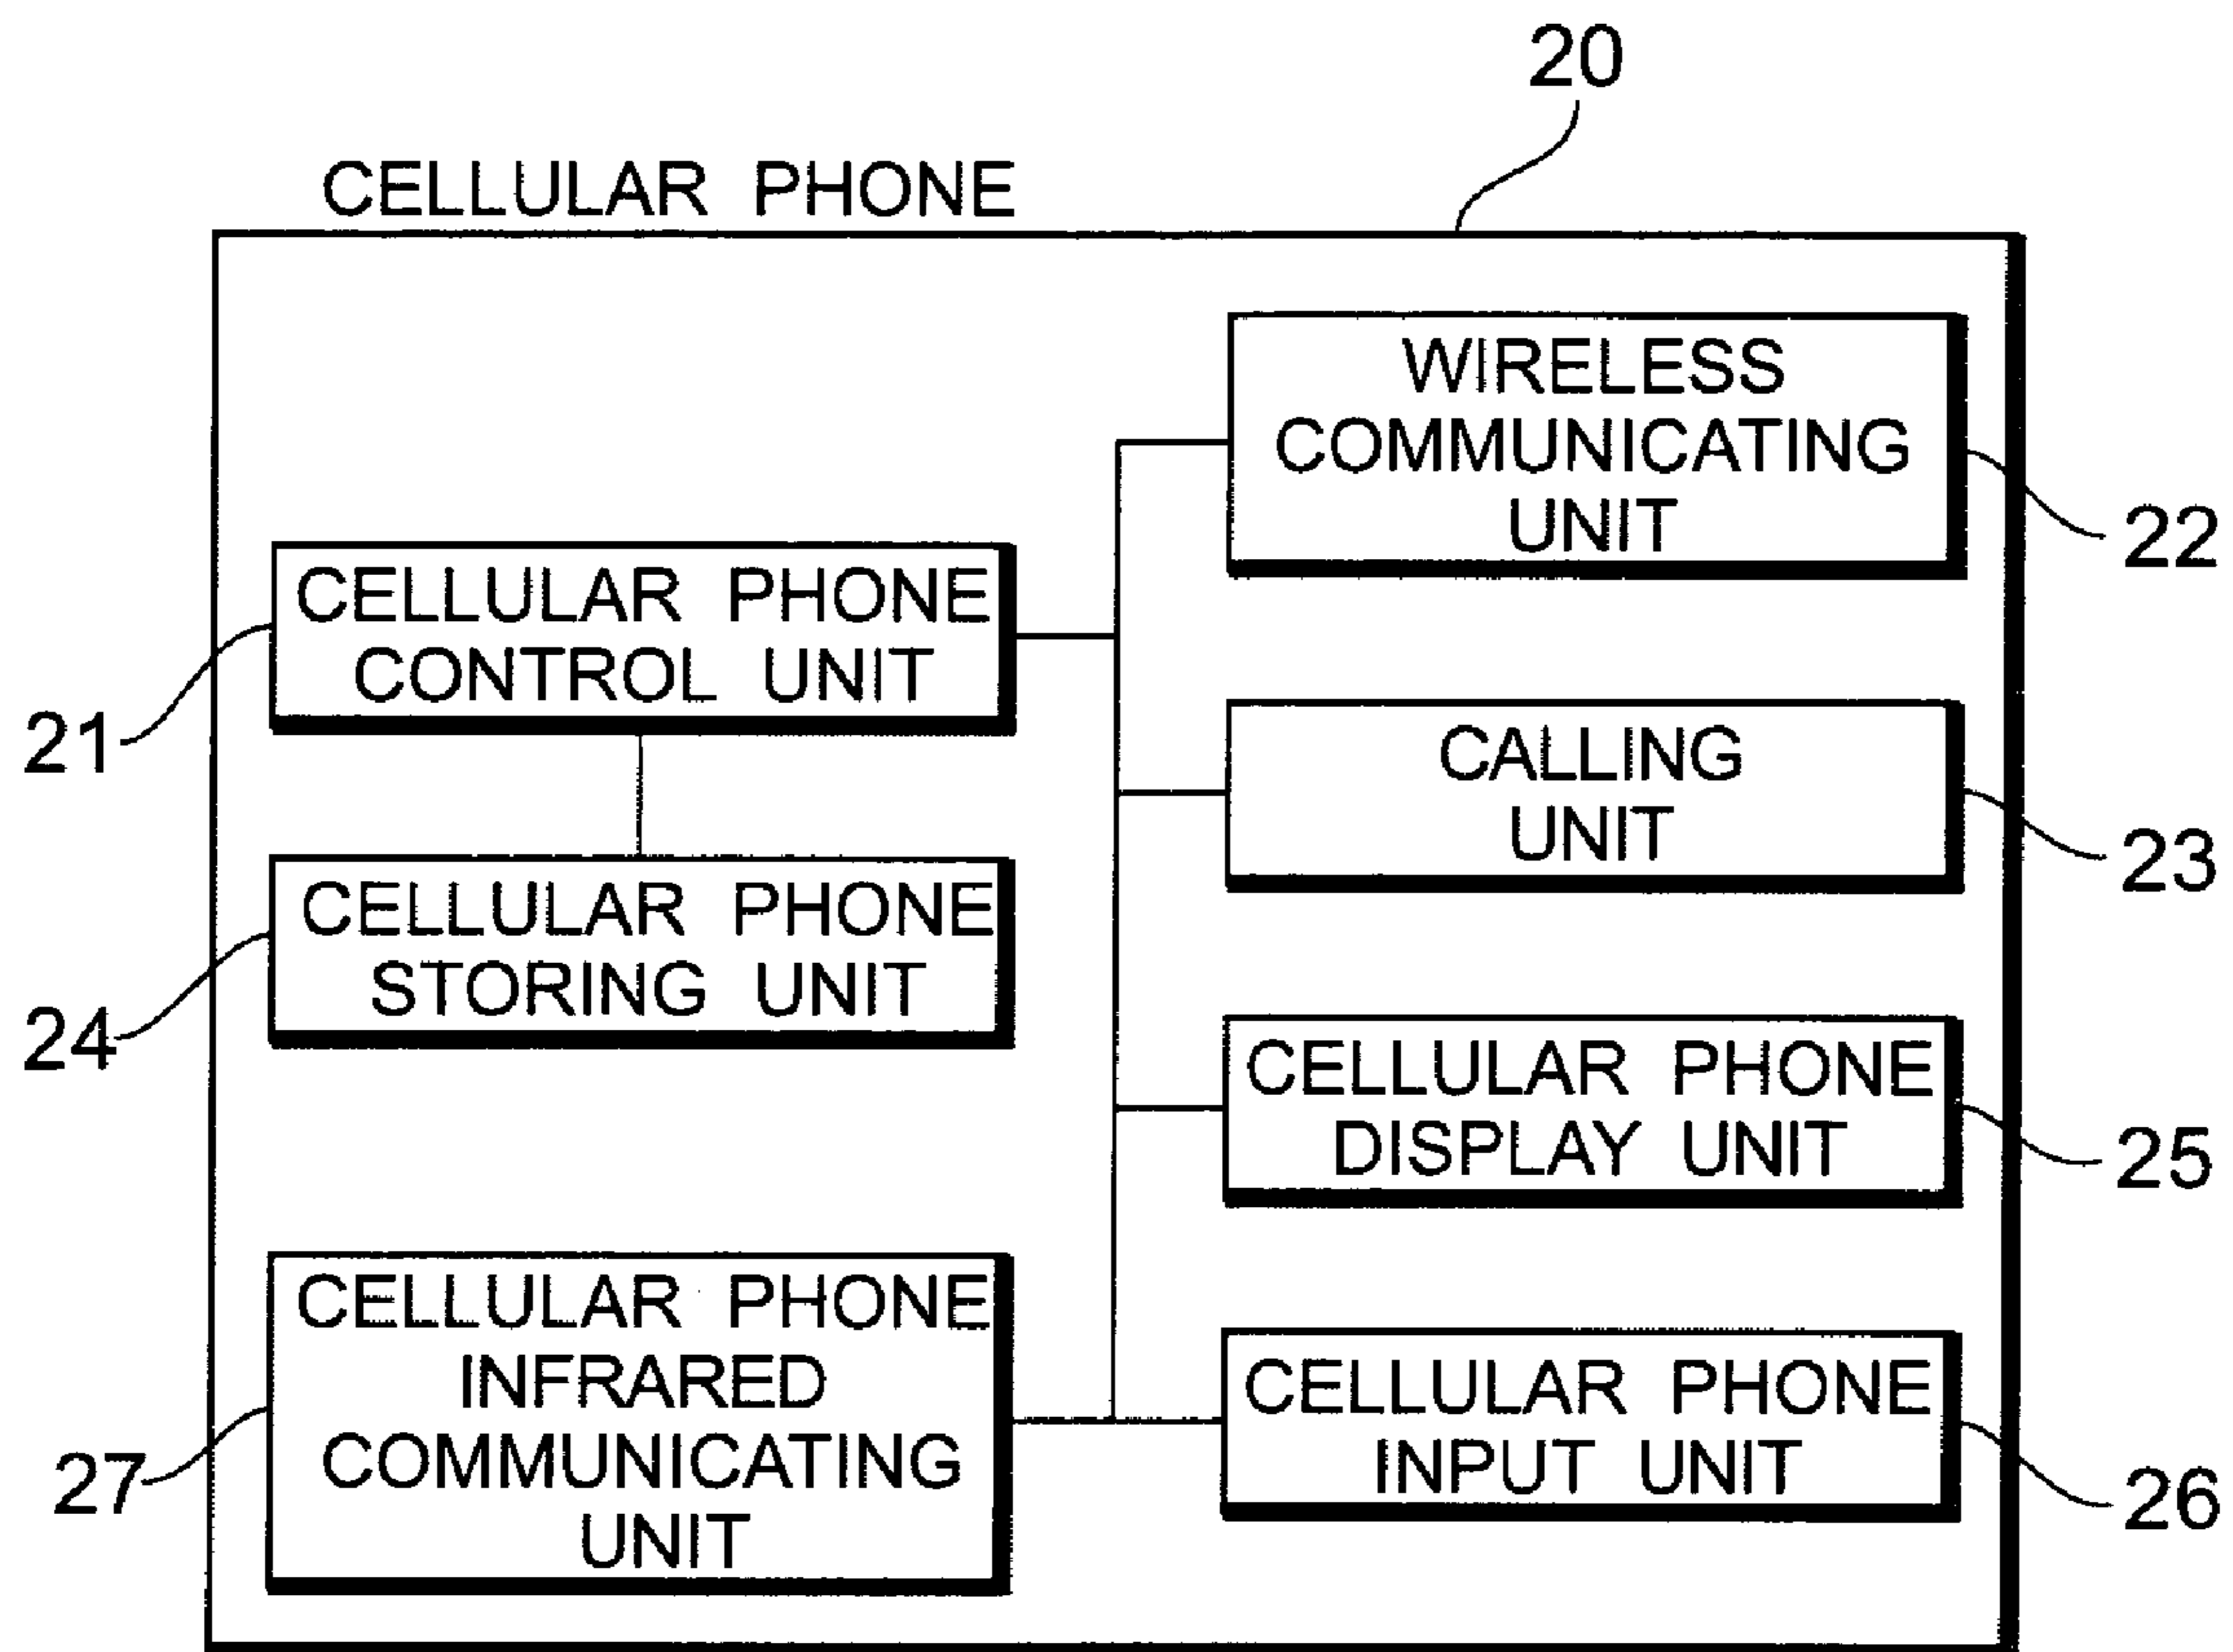 20
CELLULAR PHONE
WIRELESS
COMMUNICATING
UNIT
22
CELLULAR PHONE
CONTROL UNIT
21
CALLING
UNIT
23
CELLULAR PHONE
STORING UNIT
24
CELLULAR PHONE
DISPLAY UNIT
25
CELLULAR PHONE
INFRARED
COMMUNICATING
UNIT
27
CELLULAR PHONE
INPUT UNIT
26